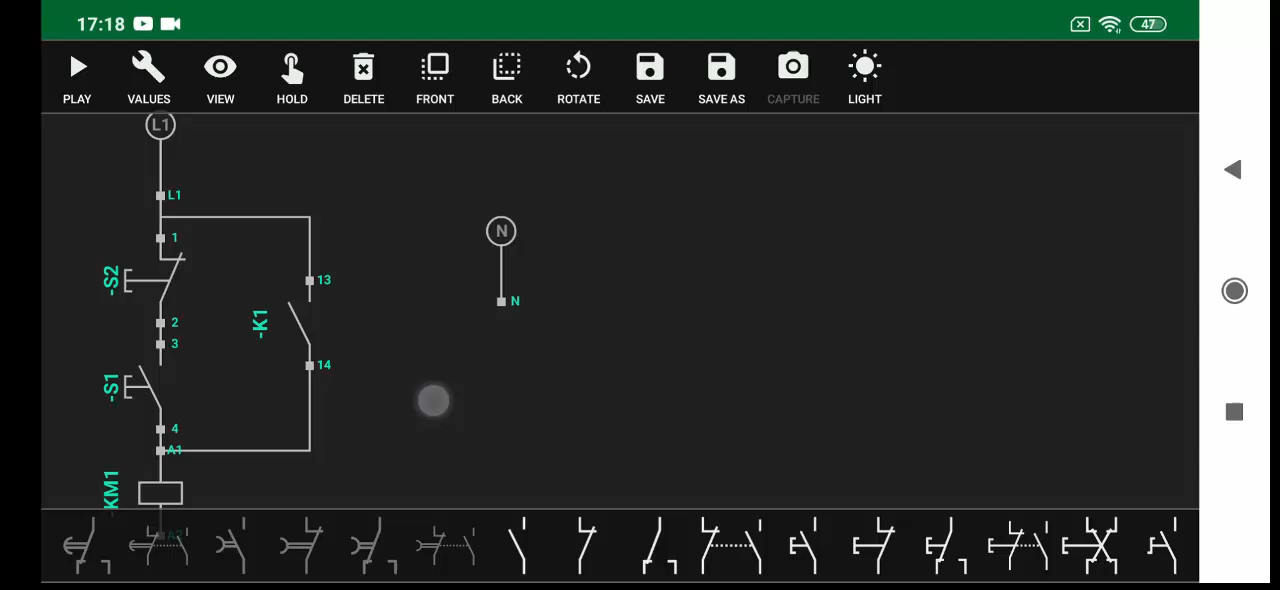 17:18
47
PLAY VALUES VIEW HOLD DELETE FRONT BACK ROTATE SAVE SAVE AS CAPTURE LIGHT
L1
L1
1
-S2
13
N
N
2
-K1
3
14
-S1
4
A1
KM1
A2